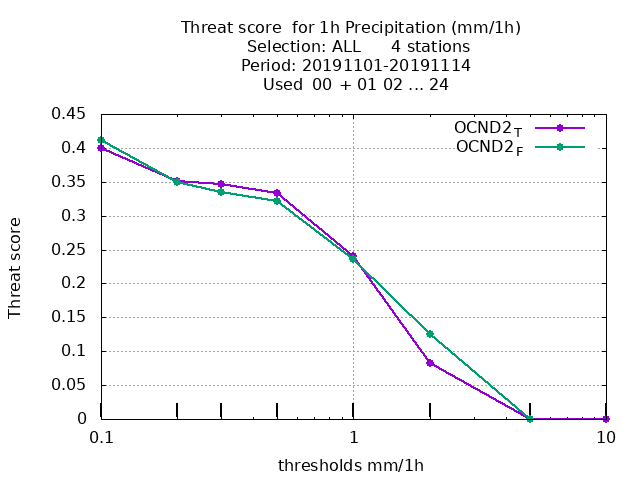 Threat score  for 1h Precipitation (mm/1h)
Selection: ALL      4 stations
Period: 20191101-20191114
Used  00  + 01 02 ... 24
OCND2T
OCND2F
Threat score
0.45
0.4
0.35
0.3
0.25
0.2
0.15
0.1
0.05
0
0.1
1
10
thresholds mm/1h